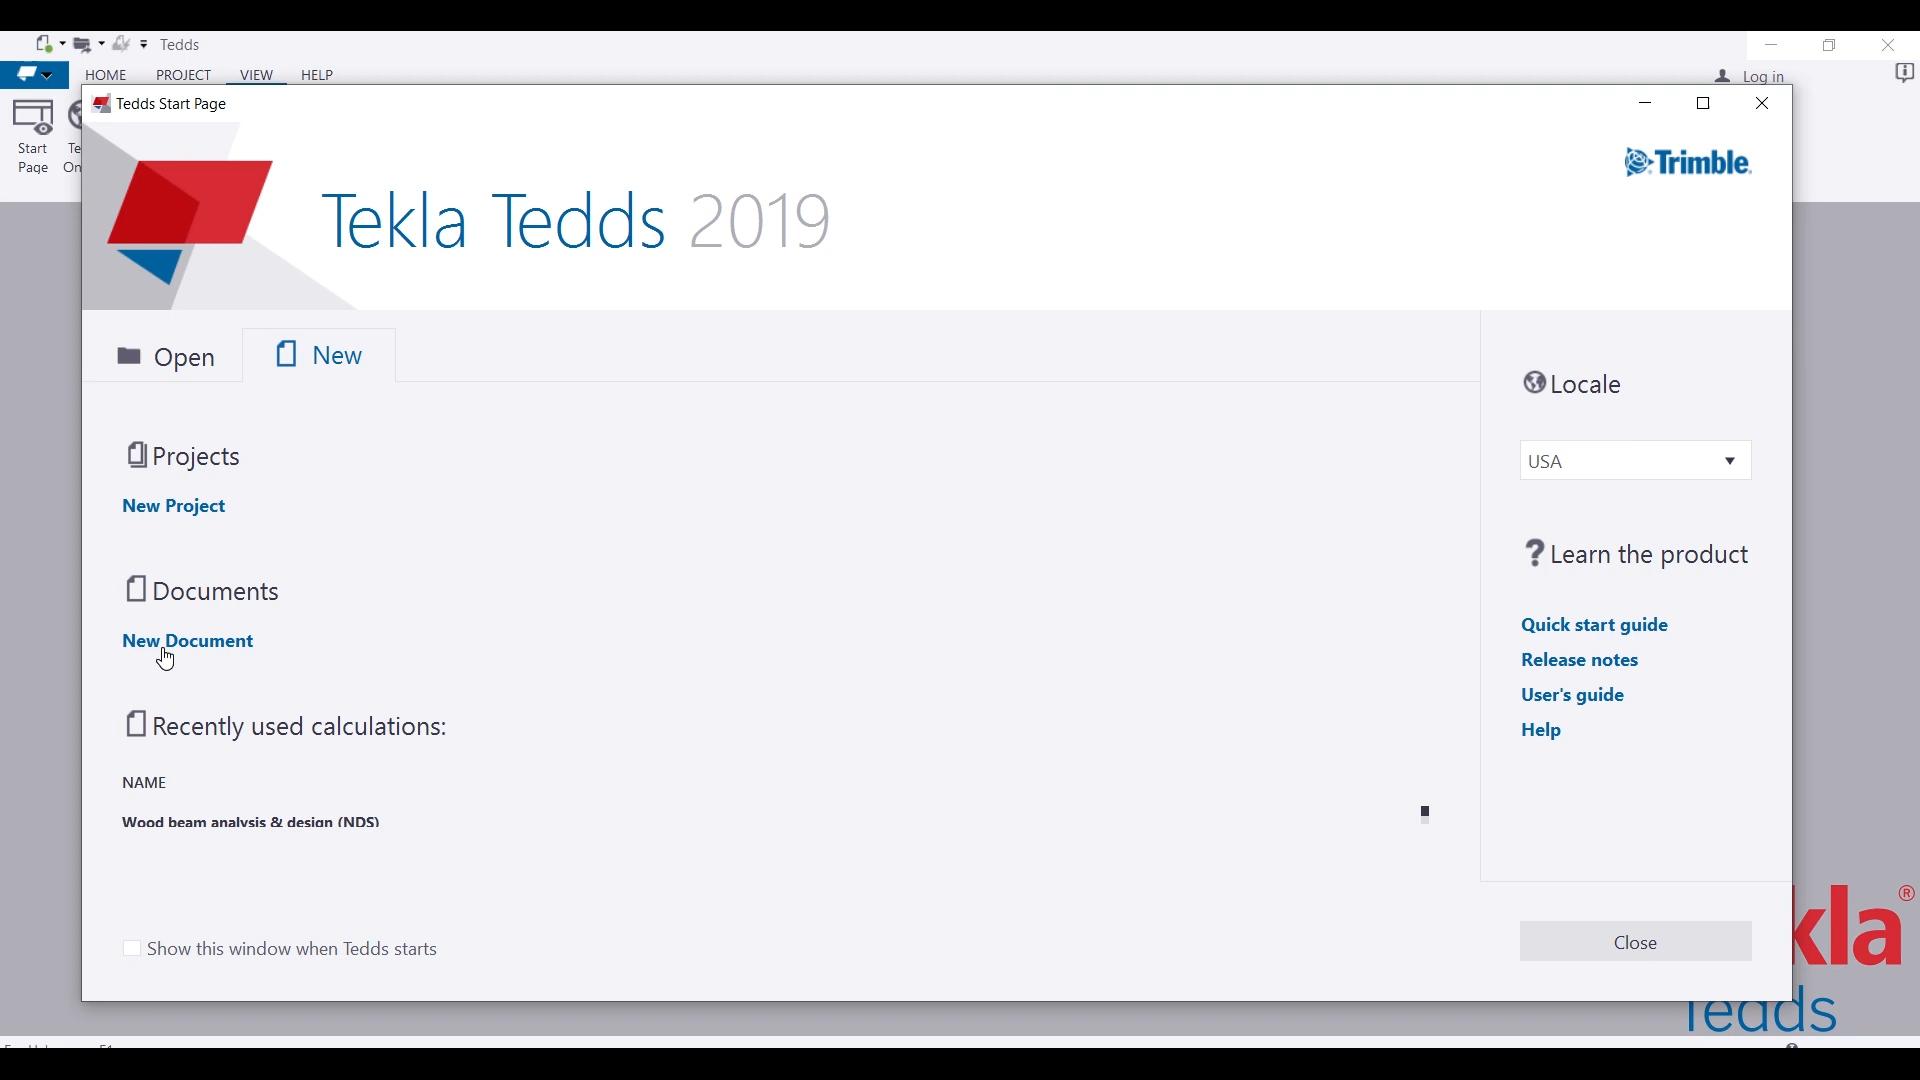 Tedds
HOME PROJECT VIEW HELP
Log in
Start
Page
Tedds Start Page
Trimble.
Tekla Tedds 2019
Open
New
Locale
USA
Projects
New Project
Learn the product
Documents
New Document
Quick start guide
Release notes
User's guide
Help
Recently used calculations:
NAME
Wood beam analysis & design (NDS)
Show this window when Tedds starts
Close
kla®
Tedds